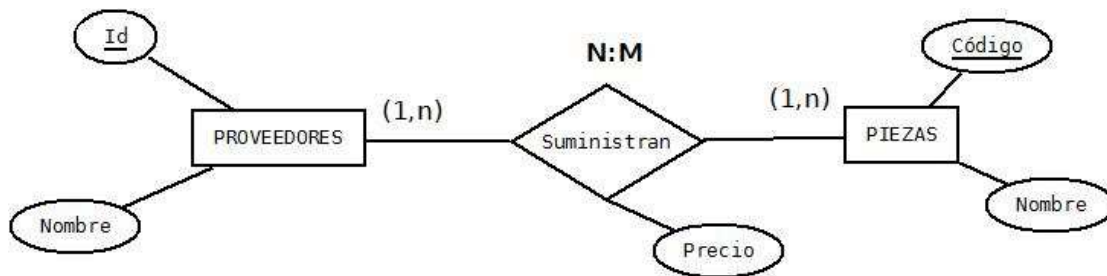 Id
N:M
Código
PROVEEDORES
(1,n)
Suministran
(1,n)
PIEZAS
Nombre
Precio
Nombre